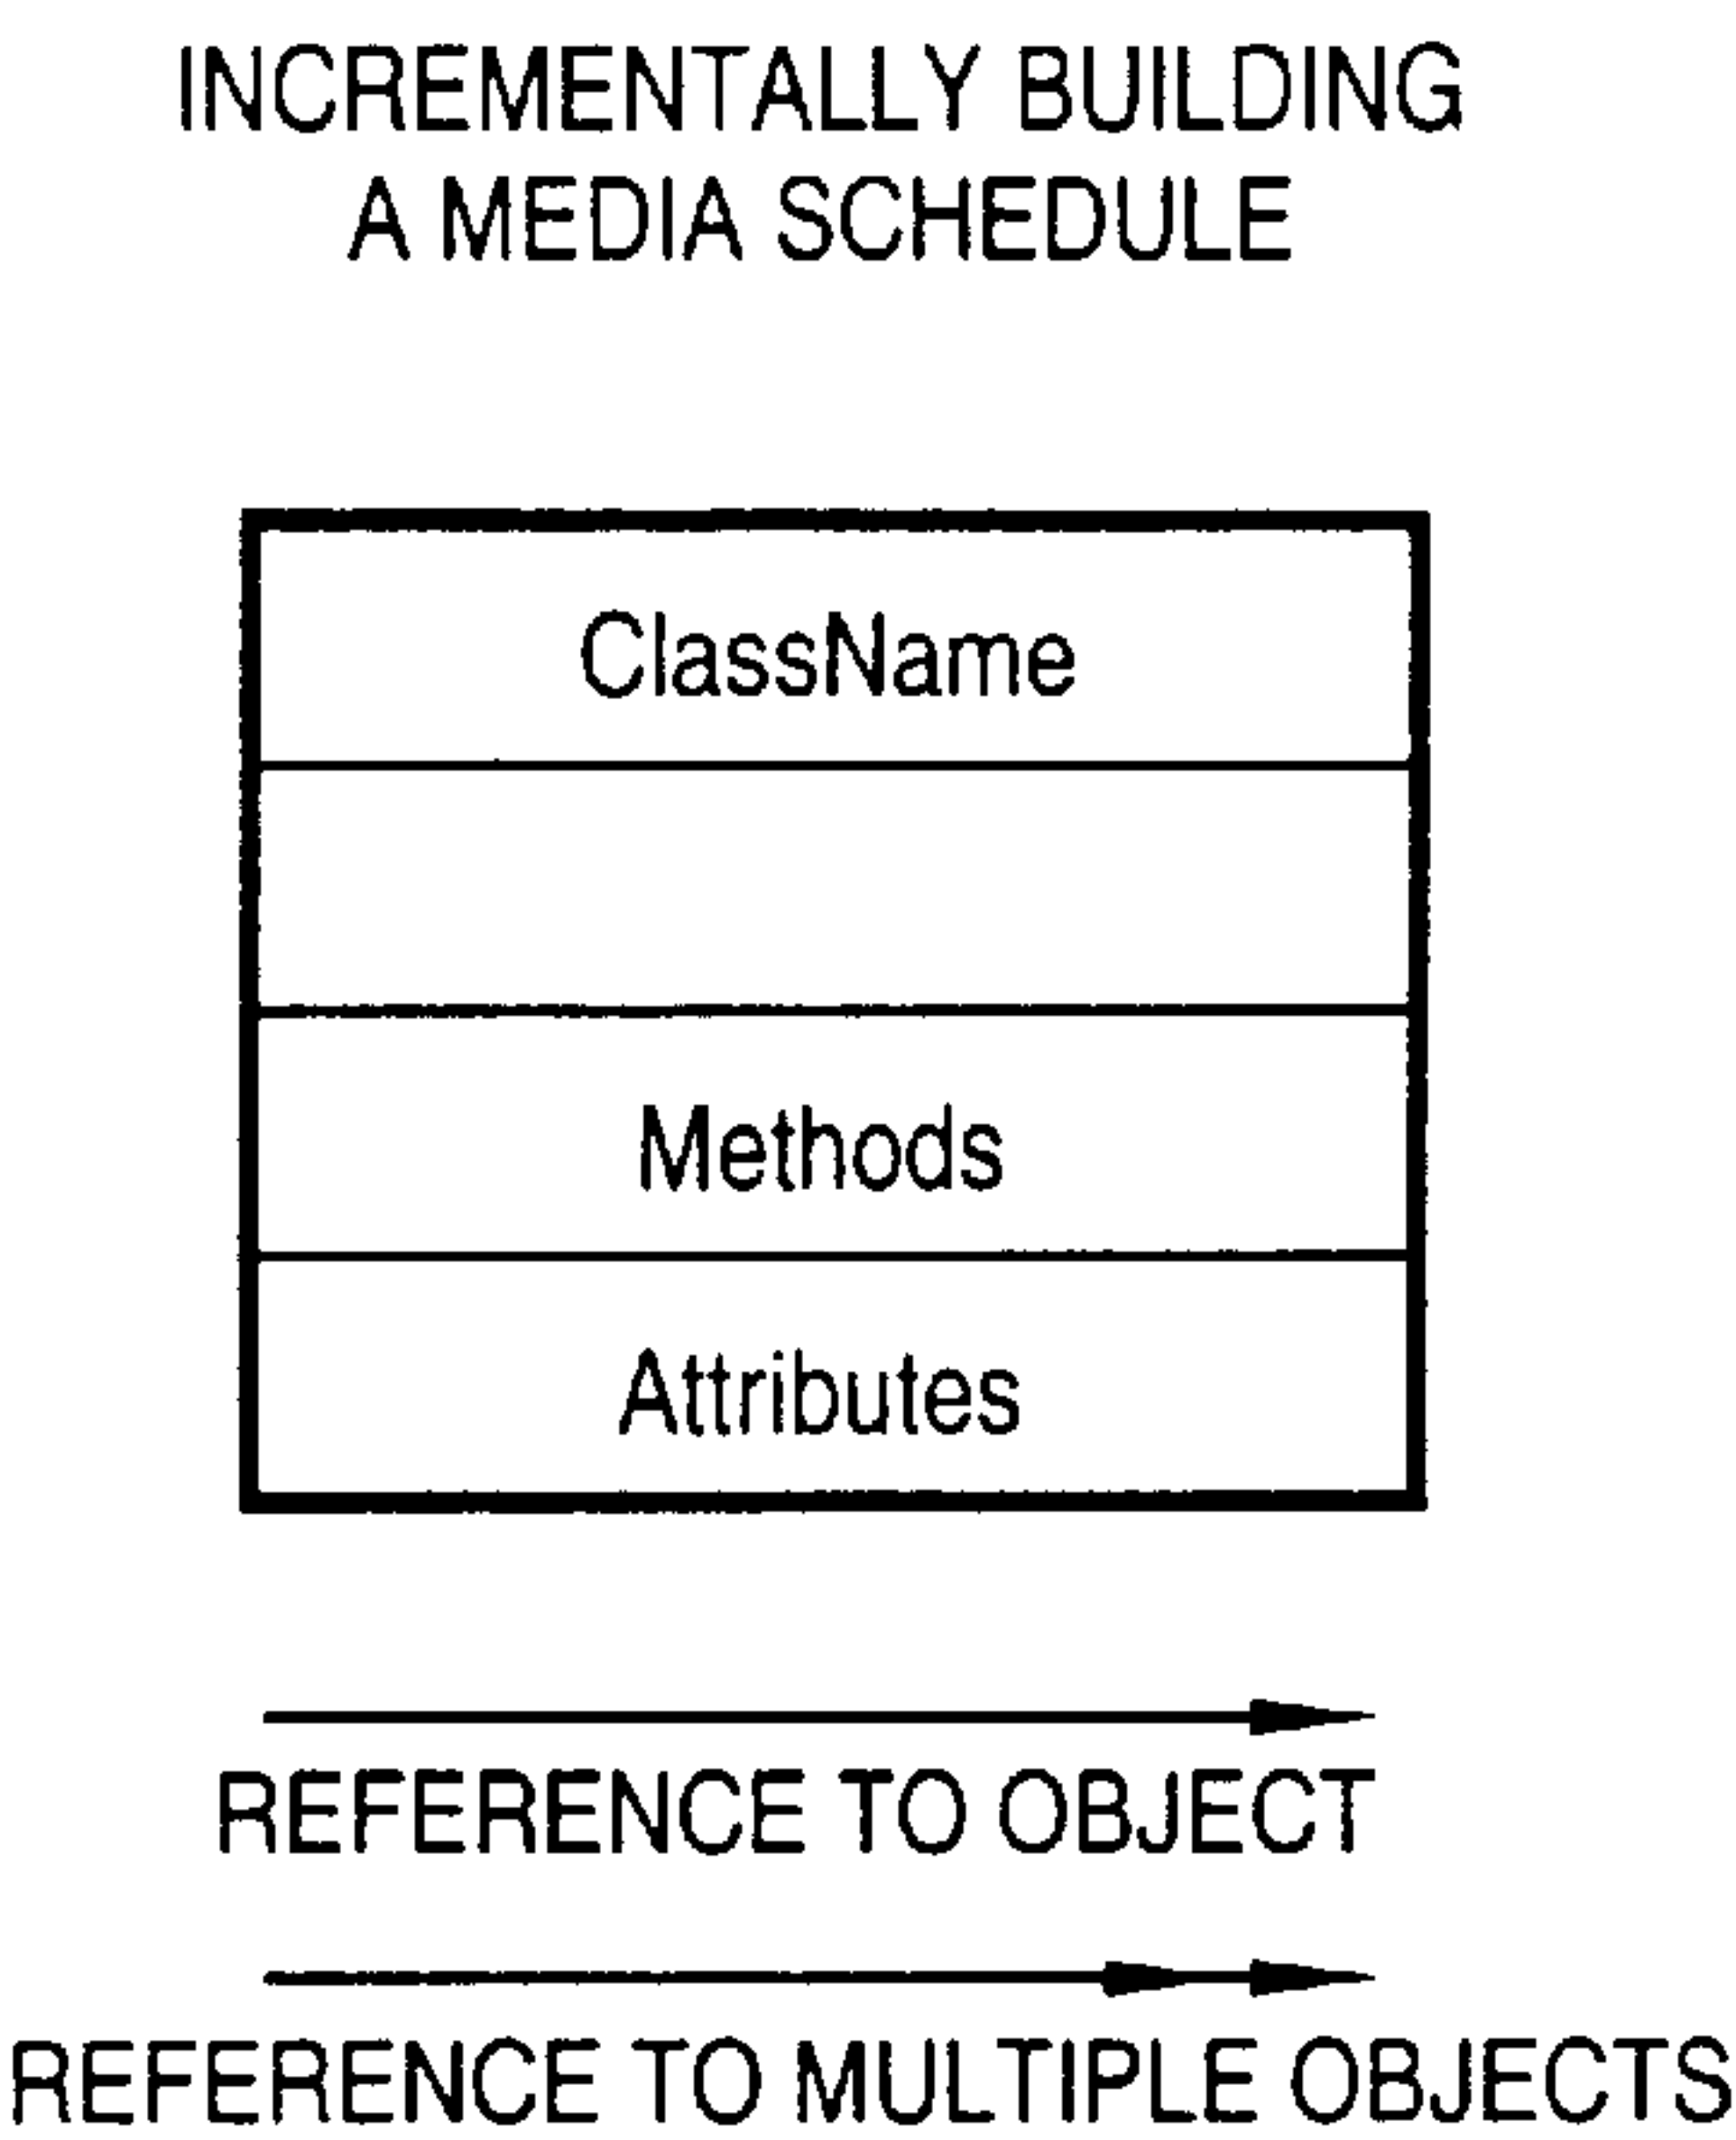 INCREMENTALLY BUILDING
A MEDIA SCHEDULE
ClassName
Methods
Attributes
REFERENCE TO OBJECT
REFERENCE TO MULTIPLE OBJECTS